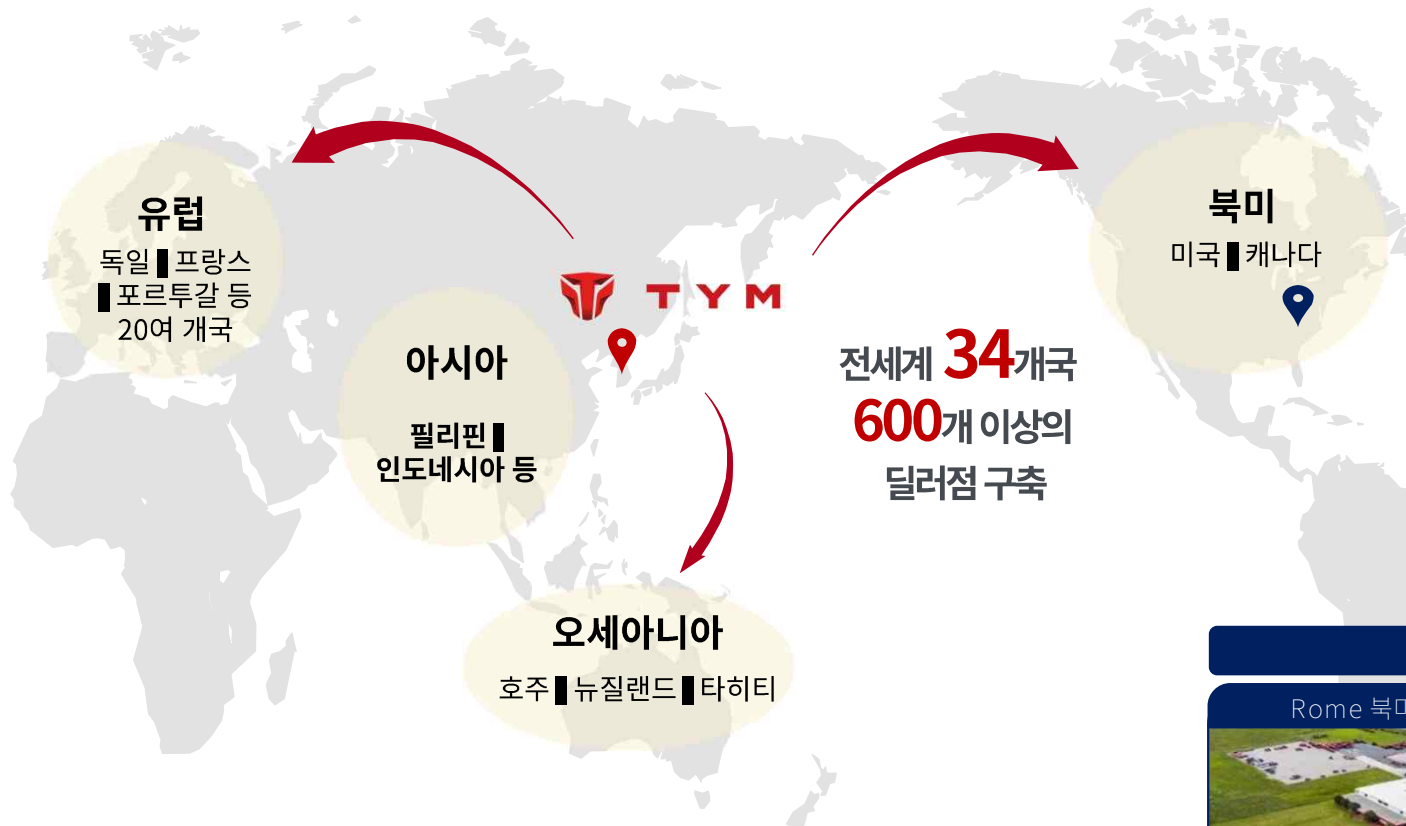 유럽
독일▮프랑스
▮포르투갈 등
20여 개국
TYM
아시아
필리핀▮
인도네시아 등
오세아니아
호주▮뉴질랜드▮타히티
전세계 34개국
600개 이상의
딜러점 구축
북미
미국▮캐나다
Rome